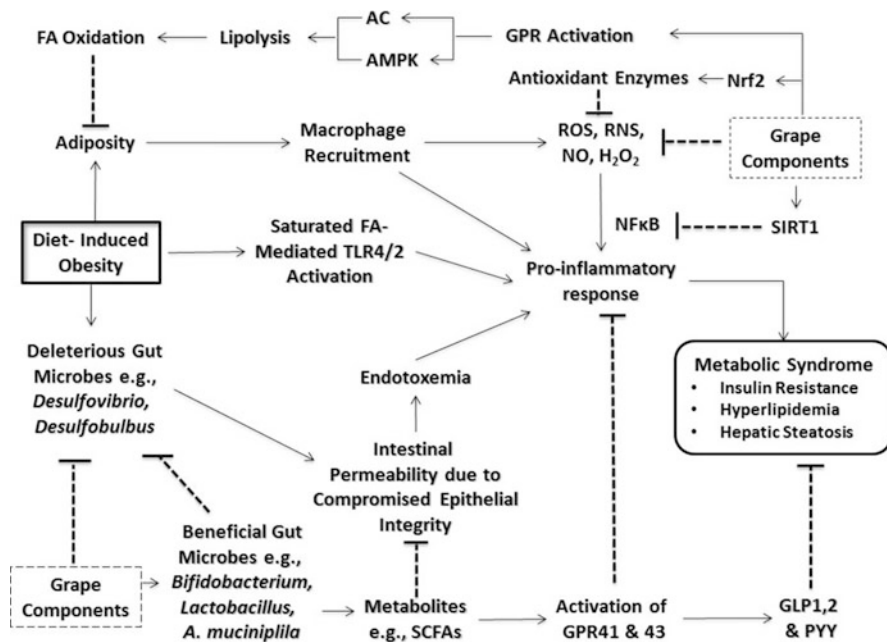 FA Oxidation
Lipolysis
AC
AMPK
GPR Activation
Antioxidant Enzymes
Nrf2
Adiposity
Macrophage
Recruitment
ROS, RNS,
NO, H₂O₂
Grape
Components
Diet- Induced
Obesity
Saturated FA-
Mediated TLR4/2
Activation
NFκB
SIRT1
Pro-inflammatory
response
Deleterious Gut
Microbes e.g.,
Desulfovibrio,
Desulfobulbus
Endotoxemia
Metabolic Syndrome
• Insulin Resistance
• Hyperlipidemia
• Hepatic Steatosis
Intestinal
Permeability due to
Compromised Epithelial
Integrity
Grape
Components
Beneficial Gut
Microbes e.g.,
Bifidobacterium,
Lactobacillus,
A. muciniplila
Metabolites
e.g., SCFAs
Activation of
GPR41 & 43
GLP1,2
& PYY